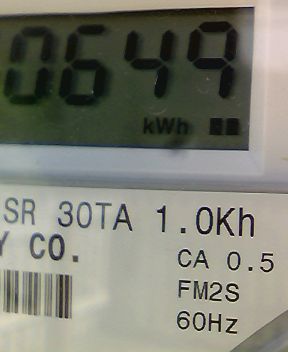 0649
kWh
SR 30TA 1.0Kh
Y CO.
CA 0.5
FM2S
60Hz